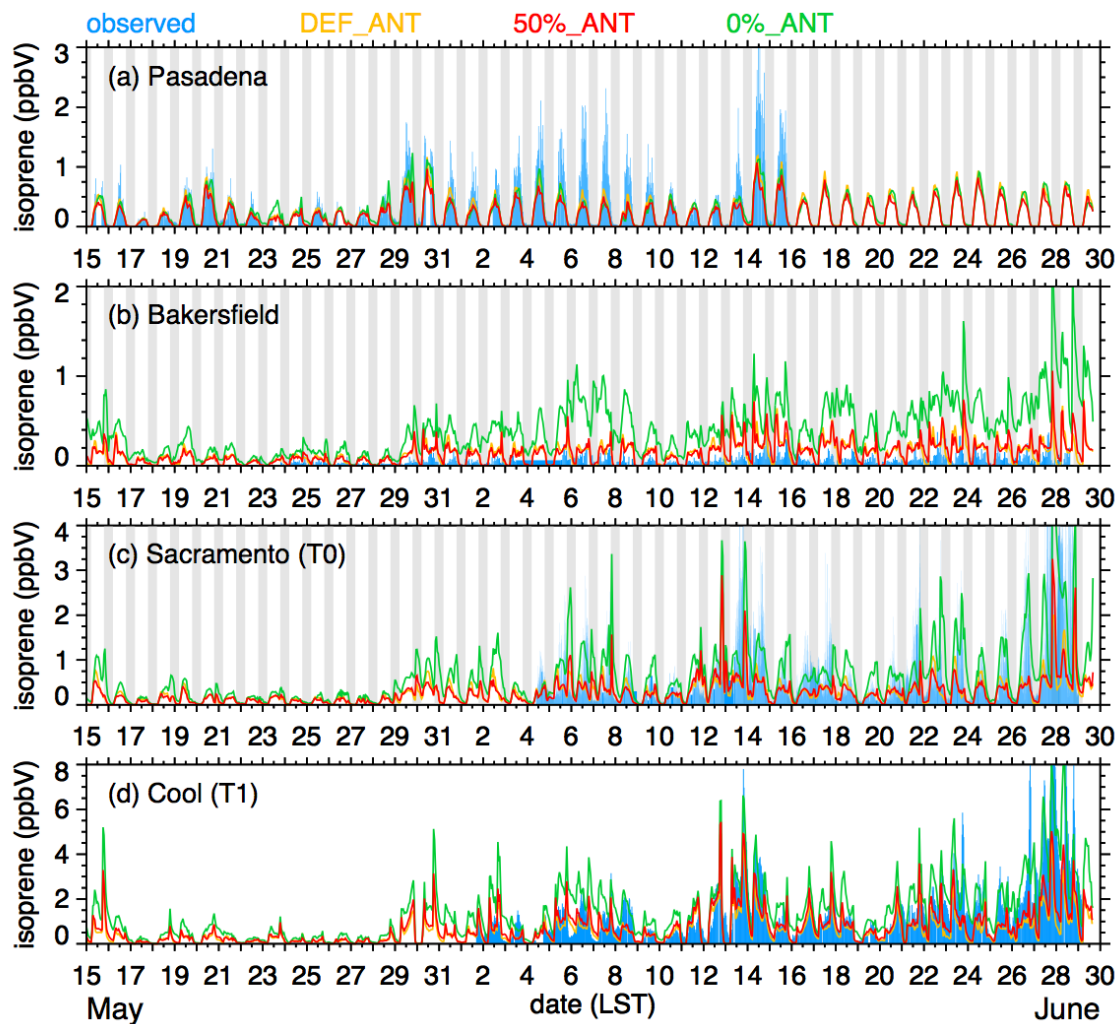 observed DEF_ANT 50%_ANT 0%_ANT
3
(a) Pasadena
2
1
0
isoprene (ppbV)
15 17 19 21 23 25 27 29 31 2 4 6 8 10 12 14 16 18 20 22 24 26 28 30
2
(b) Bakersfield
1
0
isoprene (ppbV)
15 17 19 21 23 25 27 29 31 2 4 6 8 10 12 14 16 18 20 22 24 26 28 30
4
(c) Sacramento (T0)
3
2
1
0
isoprene (ppbV)
15 17 19 21 23 25 27 29 31 2 4 6 8 10 12 14 16 18 20 22 24 26 28 30
8
(d) Cool (T1)
6
4
2
0
isoprene (ppbV)
15 17 19 21 23 25 27 29 31 2 4 6 8 10 12 14 16 18 20 22 24 26 28 30
May date (LST) June